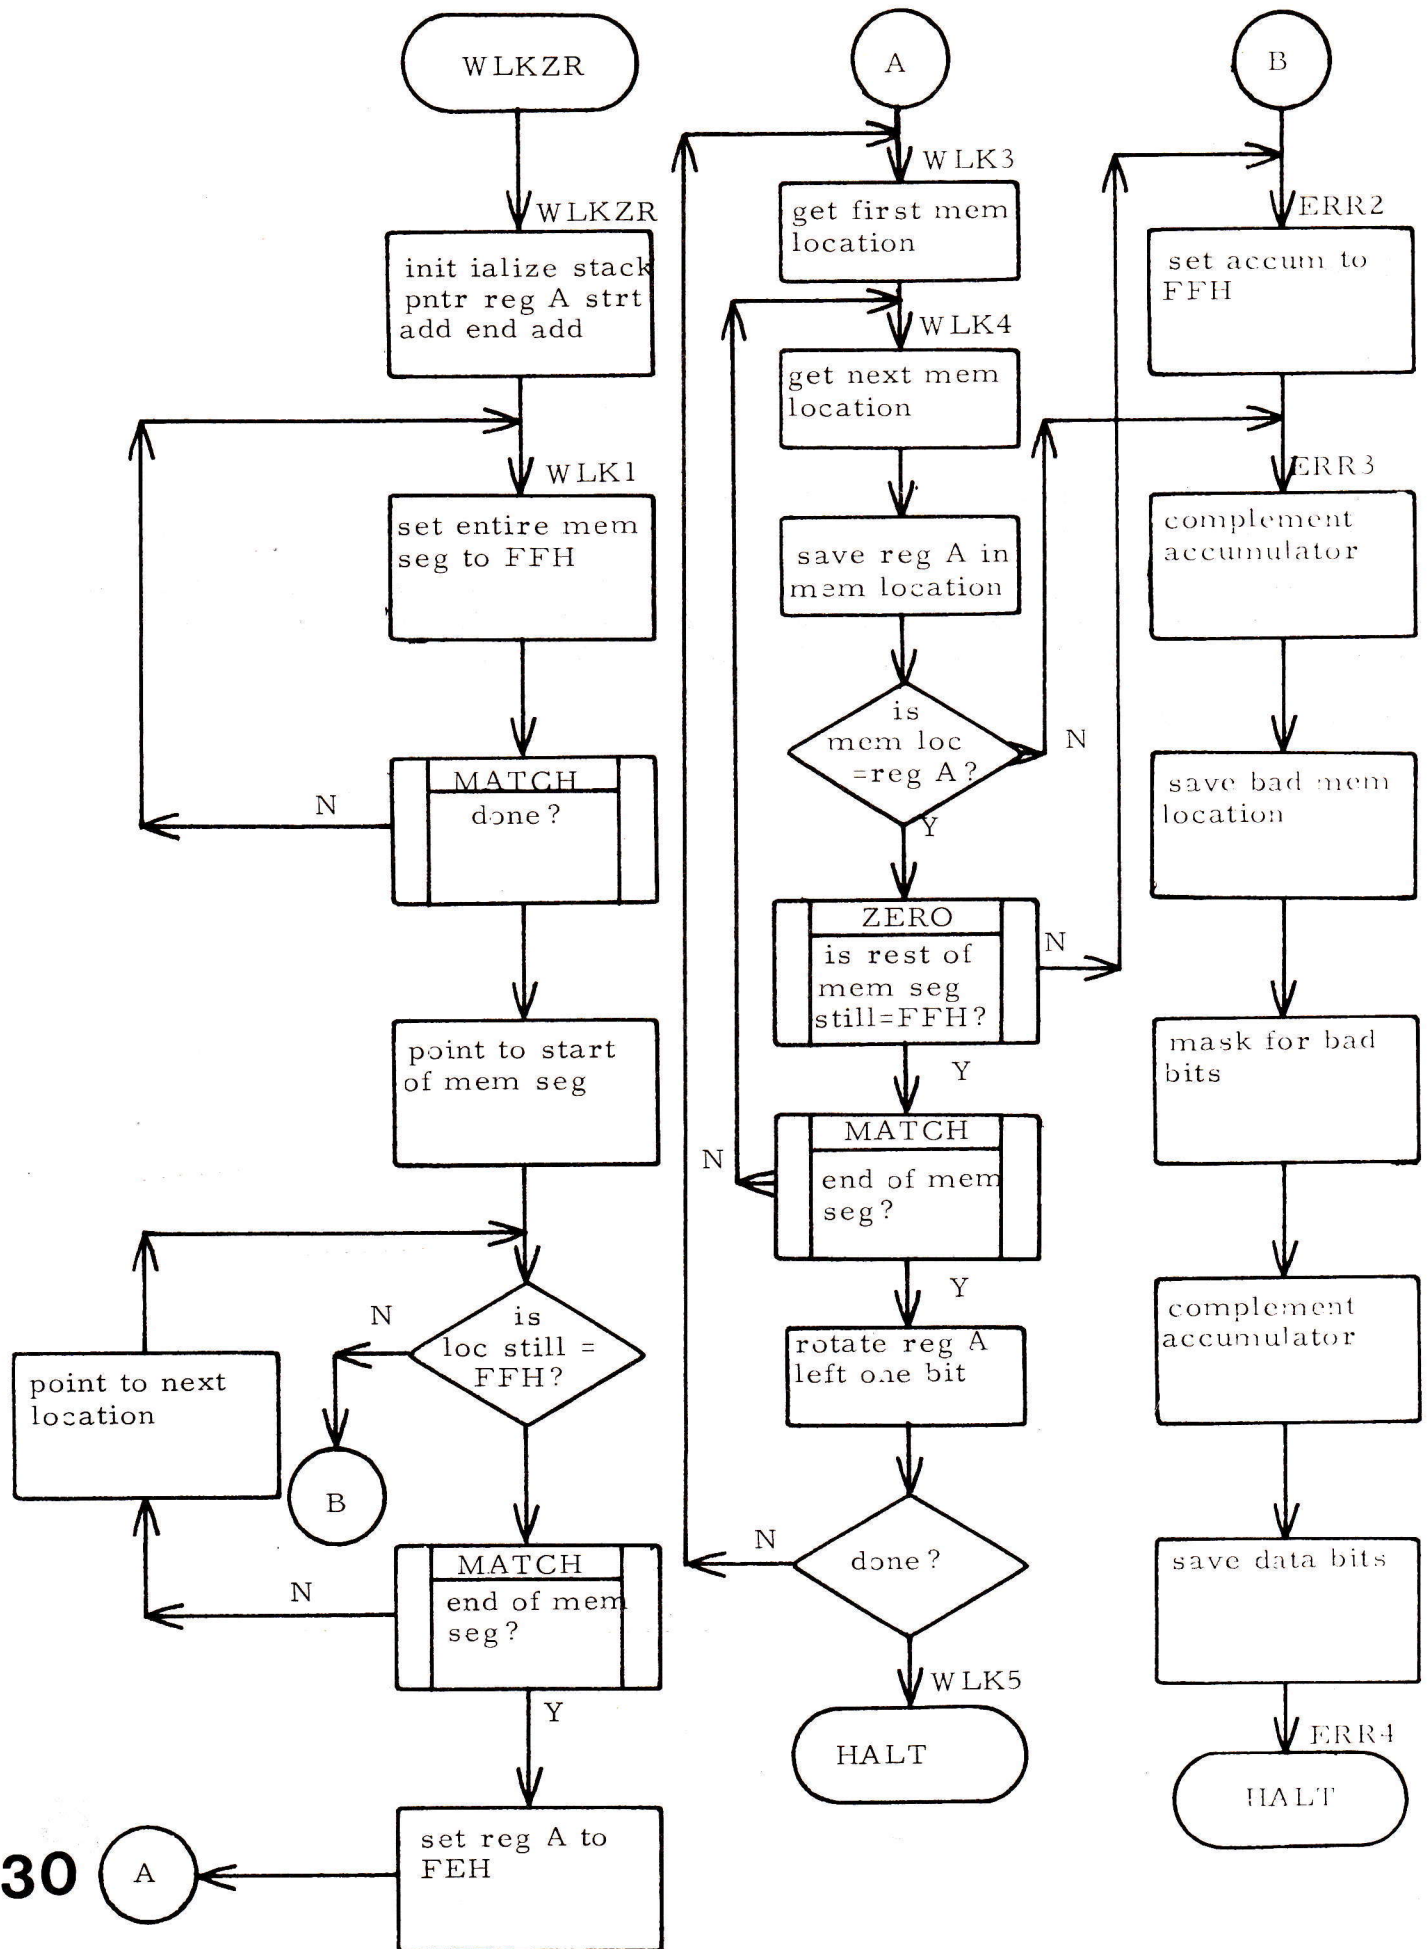 WLKZR
WLKZR
init ialize stack
pntr reg A strt
add end add
WLK1
set entire mem
seg to FFH
MATCH
done?
N
point to start
of mem seg
is
loc still =
FFH?
N
point to next
location
B
MATCH
end of mem
seg?
N
Y
set reg A to
FEH
A
30
A
WLK3
get first mem
location
WLK4
get next mem
location
save reg A in
mem location
is
mem loc
=reg A?
N
Y
ZERO
is rest of
mem seg
still=FFH?
N
Y
MATCH
end of mem
seg?
N
Y
rotate reg A
left one bit
done?
N
WLK5
HALT
B
ERR2
set accum to
FFH
ERR3
complement
accumulator
save bad mem
location
mask for bad
bits
complement
accumulator
save data bits
ERR4
HALT